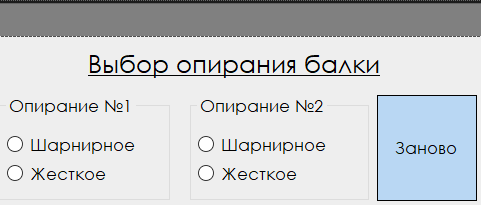 Выбор опирания балки
Опирание №1
Опирание №2
Шарнирное
Шарнирное
Заново
Жесткое
Жесткое